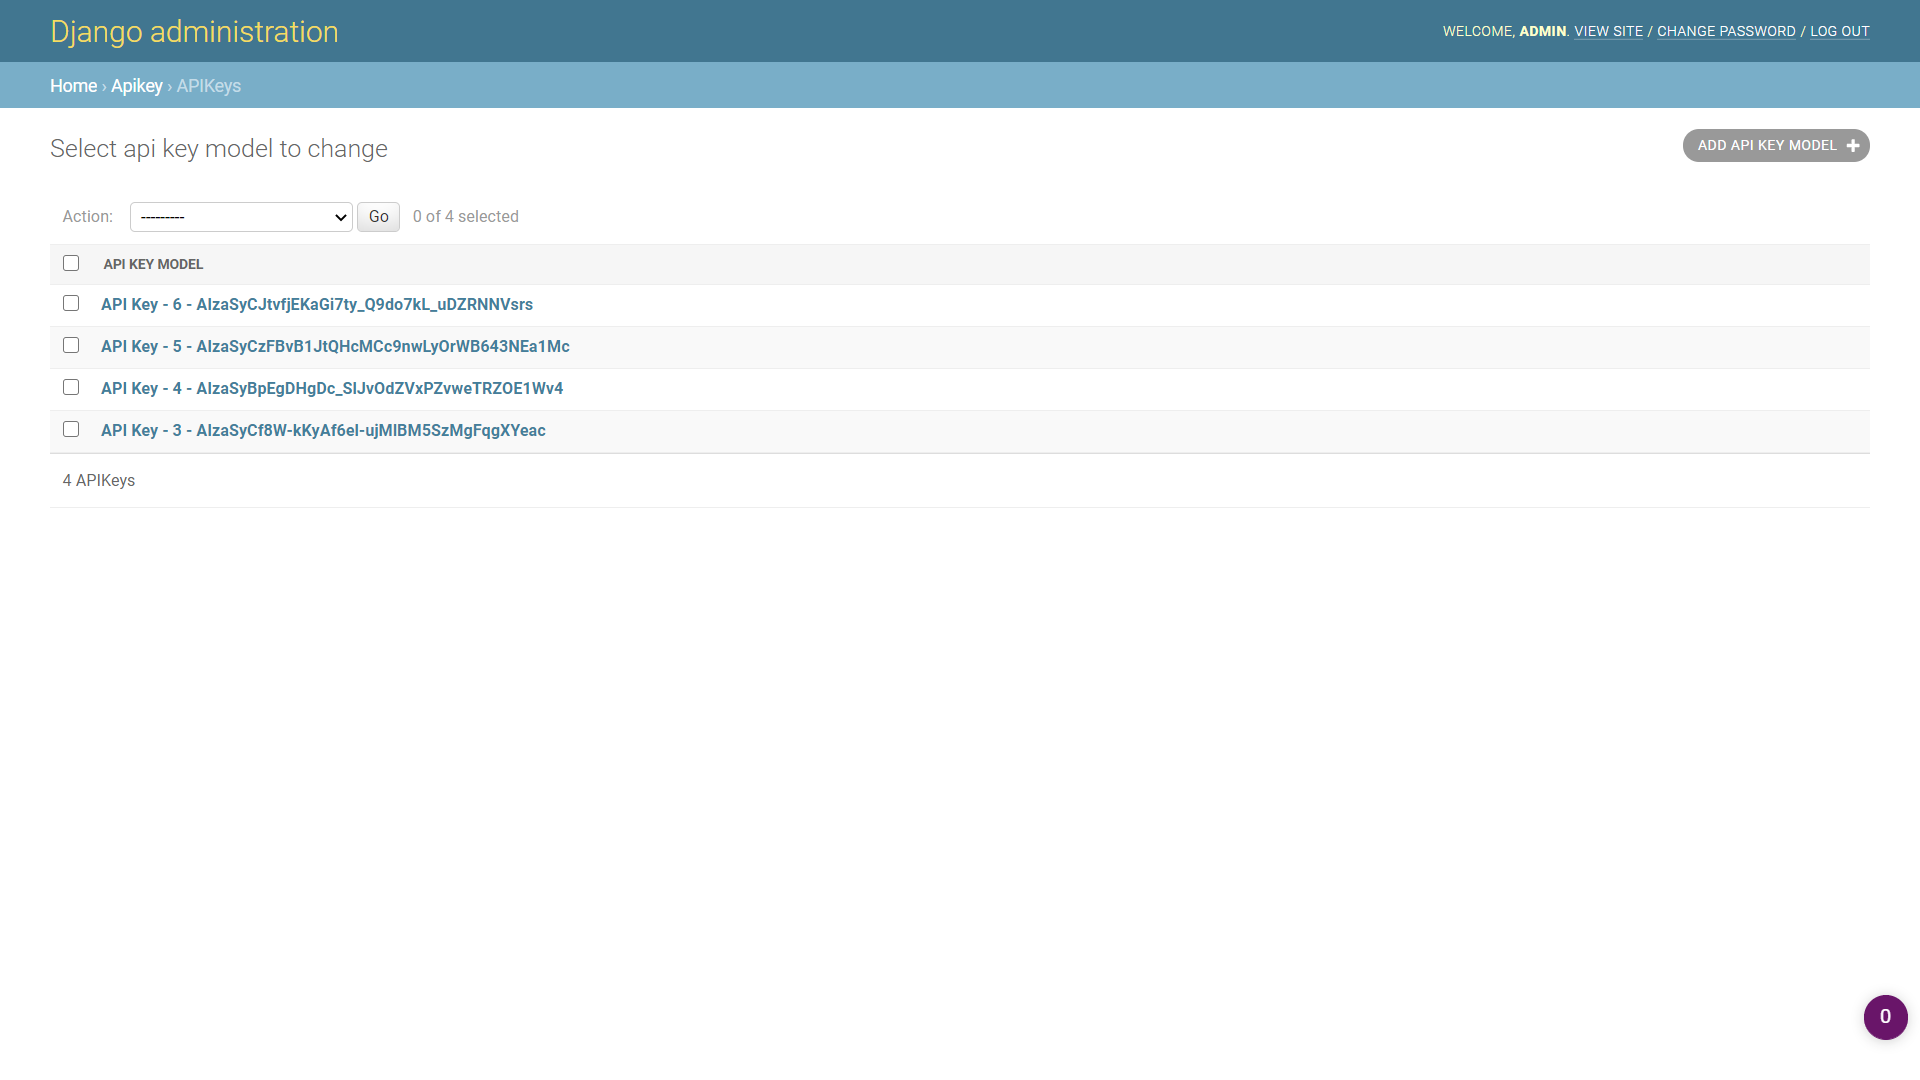 Django administration
WELCOME, ADMIN. VIEW SITE / CHANGE PASSWORD / LOG OUT
Home › Apikey › APIKeys
Select api key model to change
ADD API KEY MODEL
Action: --------- Go 0 of 4 selected
API KEY MODEL
API Key - 6 - AIzaSyCJtvfjEKaGi7ty_Q9do7kL_uDZRNNVsrs
API Key - 5 - AIzaSyCzFBvB1JtQHcMCc9nwLyOrWB643NEa1Mc
API Key - 4 - AIzaSyBpEgDHgDc_SlJvOdZVxPZvweTRZOE1Wv4
API Key - 3 - AIzaSyCf8W-kKyAf6eI-ujMIBM5SzMgFqgXYeac
4 APIKeys
0